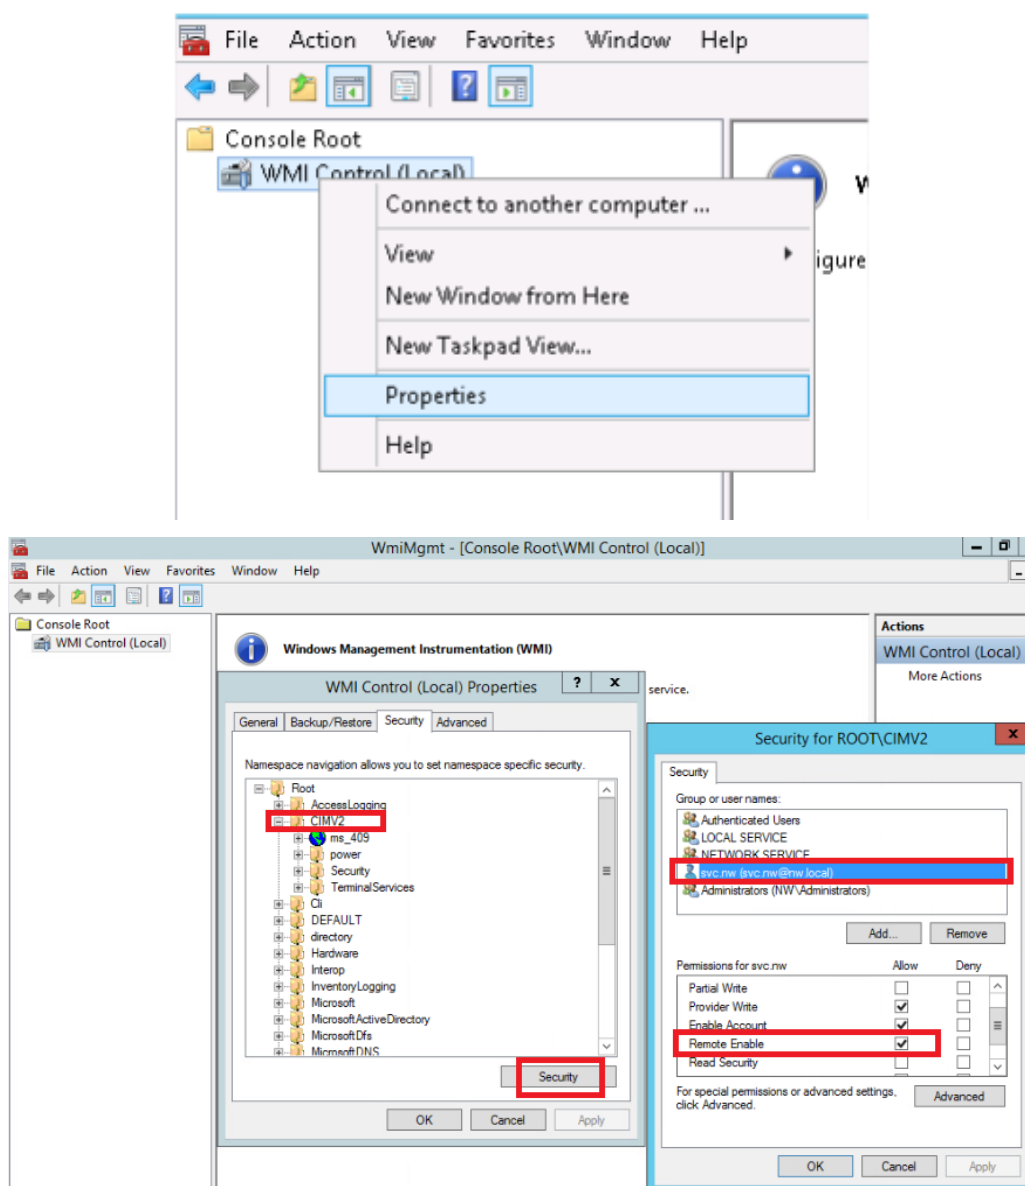 File Action View Favorites Window Help
Console Root
WMI Control (Local)
Connect to another computer ...
View
New Window from Here
New Taskpad View...
Properties
Help
igure
WmiMgmt - [Console Root\WMI Control (Local)]
File Action View Favorites Window Help
Console Root
WMI Control (Local)
Windows Management Instrumentation (WMI)
service.
Actions
WMI Control (Local)
More Actions
WMI Control (Local) Properties
General Backup/Restore Security Advanced
Namespace navigation allows you to set namespace specific security.
Root
AccessLogging
CIMV2
ms_409
power
Security
TerminalServices
Cli
DEFAULT
directory
Hardware
Interop
InventoryLogging
Microsoft
MicrosoftActiveDirectory
MicrosoftDfs
MicrosoftDNS
Security
OK Cancel Apply
Security for ROOT\CIMV2
Security
Group or user names:
Authenticated Users
LOCAL SERVICE
NETWORK SERVICE
svc.nw (svc.nw@nw.local)
Administrators (NW\Administrators)
Add... Remove
Permissions for svc.nw Allow Deny
Partial Write
Provider Write
Enable Account
Remote Enable
Read Security
For special permissions or advanced settings,
click Advanced.
Advanced
OK Cancel Apply